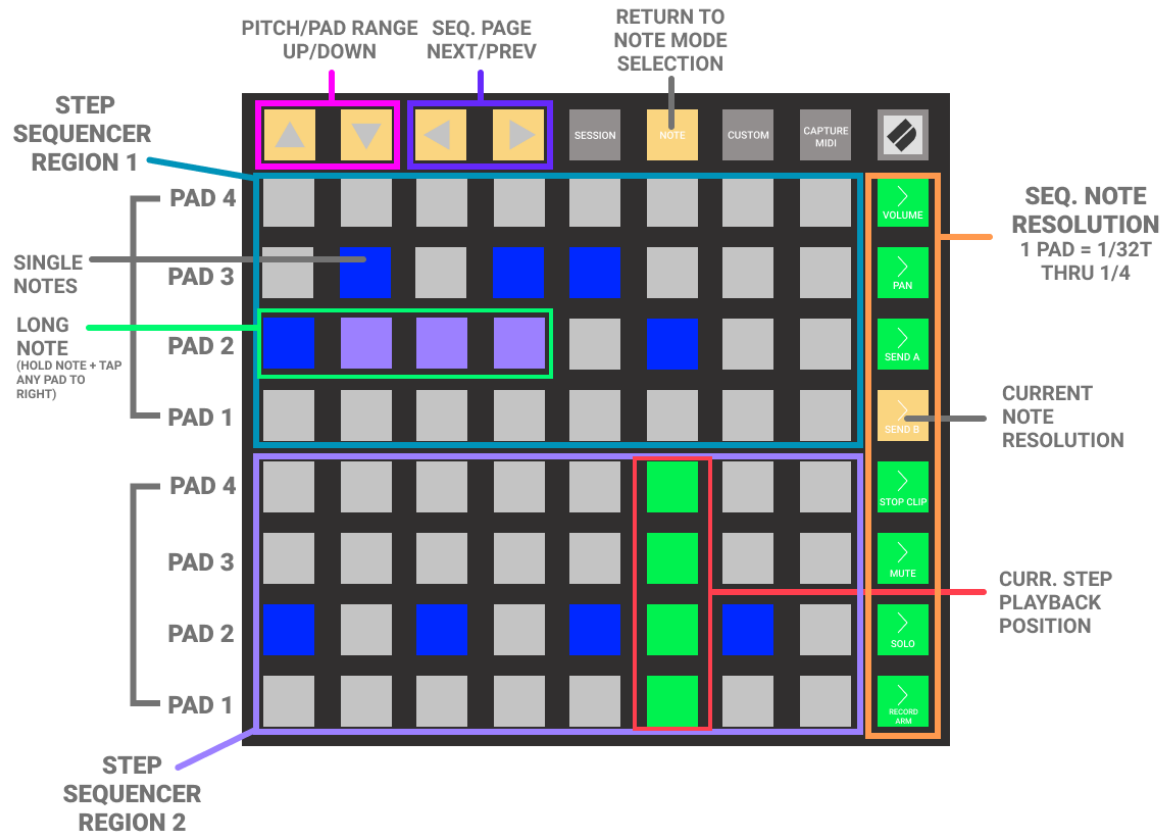 PITCH/PAD RANGE
UP/DOWN
SEQ. PAGE
NEXT/PREV
RETURN TO
NOTE MODE
SELECTION
STEP
SEQUENCER
REGION 1
SESSION
NOTE
CUSTOM
CAPTURE
MIDI
PAD 4
VOLUME
SEQ. NOTE
RESOLUTION
1 PAD = 1/32T
THRU 1/4
SINGLE
NOTES
PAD 3
PAN
LONG
NOTE
(HOLD NOTE + TAP
ANY PAD TO
RIGHT)
PAD 2
SEND A
PAD 1
SEND B
CURRENT
NOTE
RESOLUTION
PAD 4
STOP CLIP
PAD 3
MUTE
CURR. STEP
PLAYBACK
POSITION
PAD 2
SOLO
PAD 1
RECORD
ARM
STEP
SEQUENCER
REGION 2